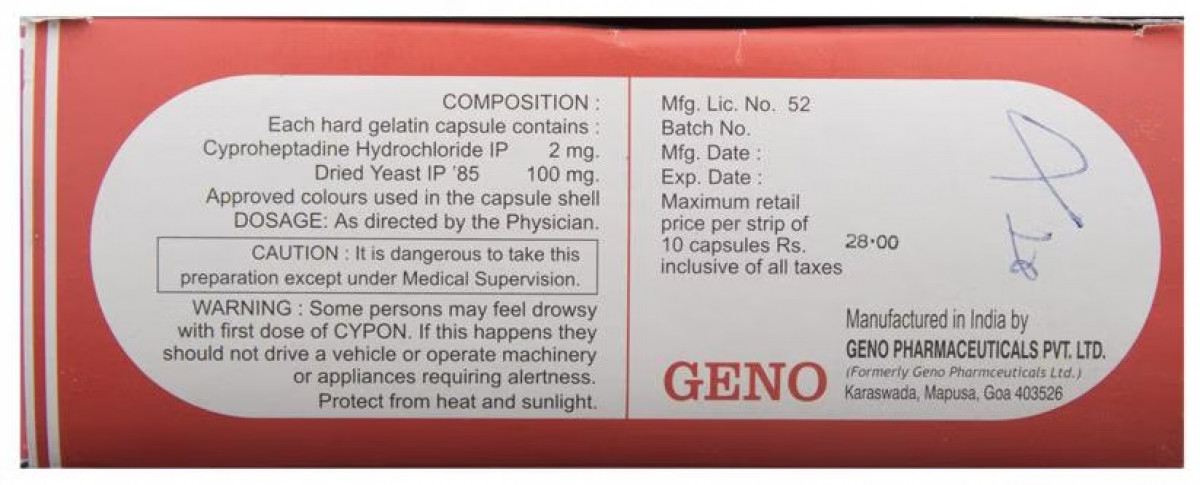 COMPOSITION :
Each hard gelatin capsule contains :
Cyproheptadine Hydrochloride IP 2 mg.
Dried Yeast IP '85 100 mg.
Approved colours used in the capsule shell
DOSAGE: As directed by the Physician.
CAUTION : It is dangerous to take this
preparation except under Medical Supervision.
WARNING : Some persons may feel drowsy
with first dose of CYPON. If this happens they
should not drive a vehicle or operate machinery
or appliances requiring alertness.
Protect from heat and sunlight.
Mfg. Lic. No. 52
Batch No.
Mfg. Date :
Exp. Date :
Maximum retail
price per strip of
10 capsules Rs. 28·00
inclusive of all taxes
GENO
Manufactured in India by
GENO PHARMACEUTICALS PVT. LTD.
(Formerly Geno Pharmceuticals Ltd.)
Karaswada, Mapusa, Goa 403526